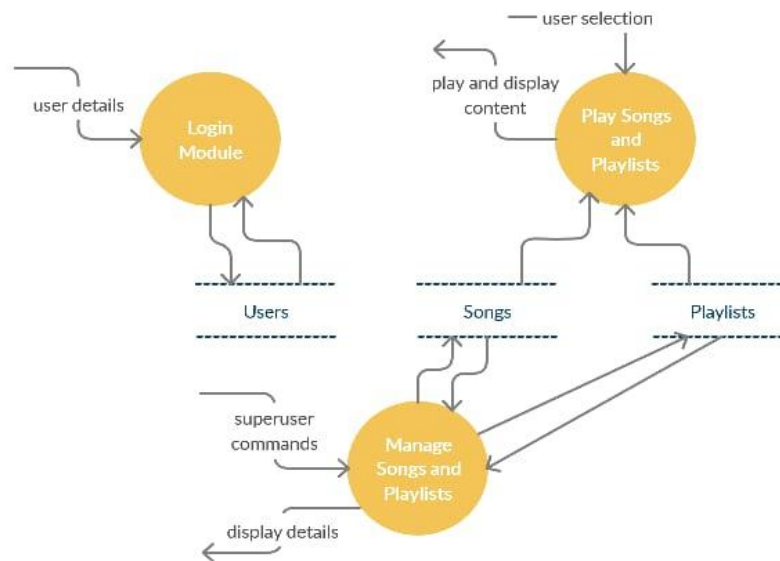 user selection
user details
Login
Module
play and display
content
Play Songs
and
Playlists
Users
Songs
Playlists
superuser
commands
Manage
Songs and
Playlists
display details